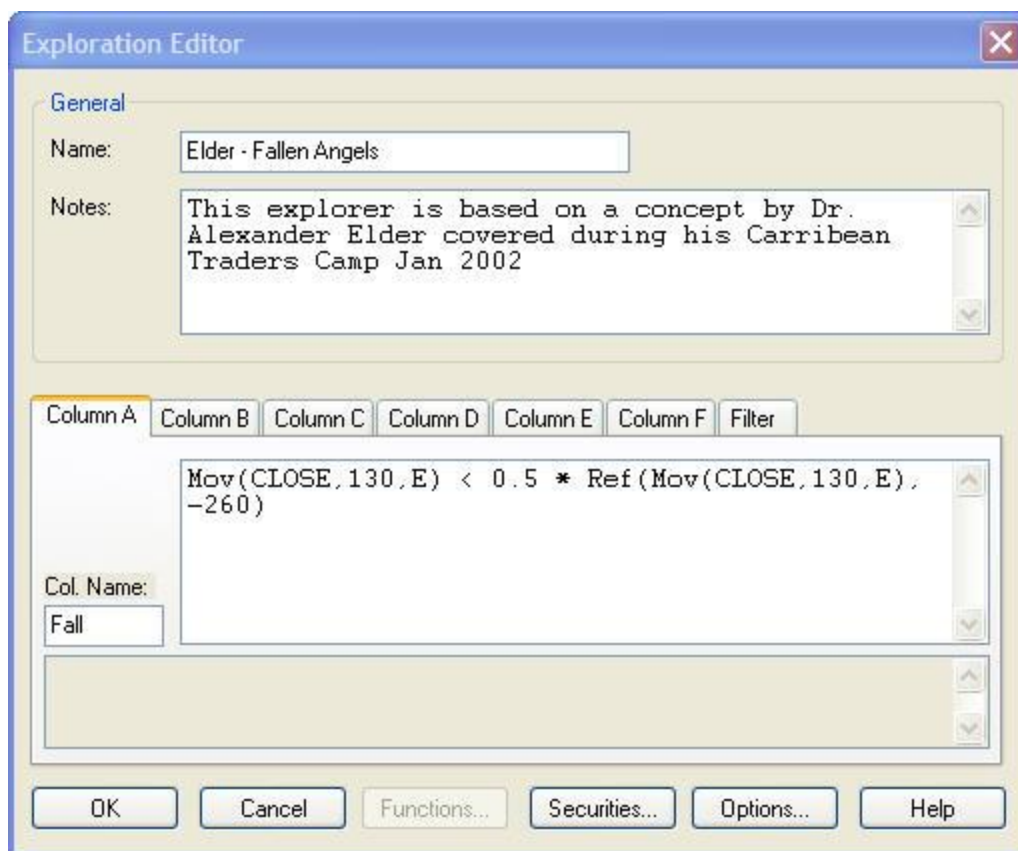 Exploration Editor
General
Name:
Elder - Fallen Angels
Notes:
This explorer is based on a concept by Dr.
Alexander Elder covered during his Carribean
Traders Camp Jan 2002
Column A Column B Column C Column D Column E Column F Filter
Mov(CLOSE,130,E) < 0.5 * Ref(Mov(CLOSE,130,E),
-260)
Col. Name:
Fall
OK Cancel Functions... Securities... Options... Help